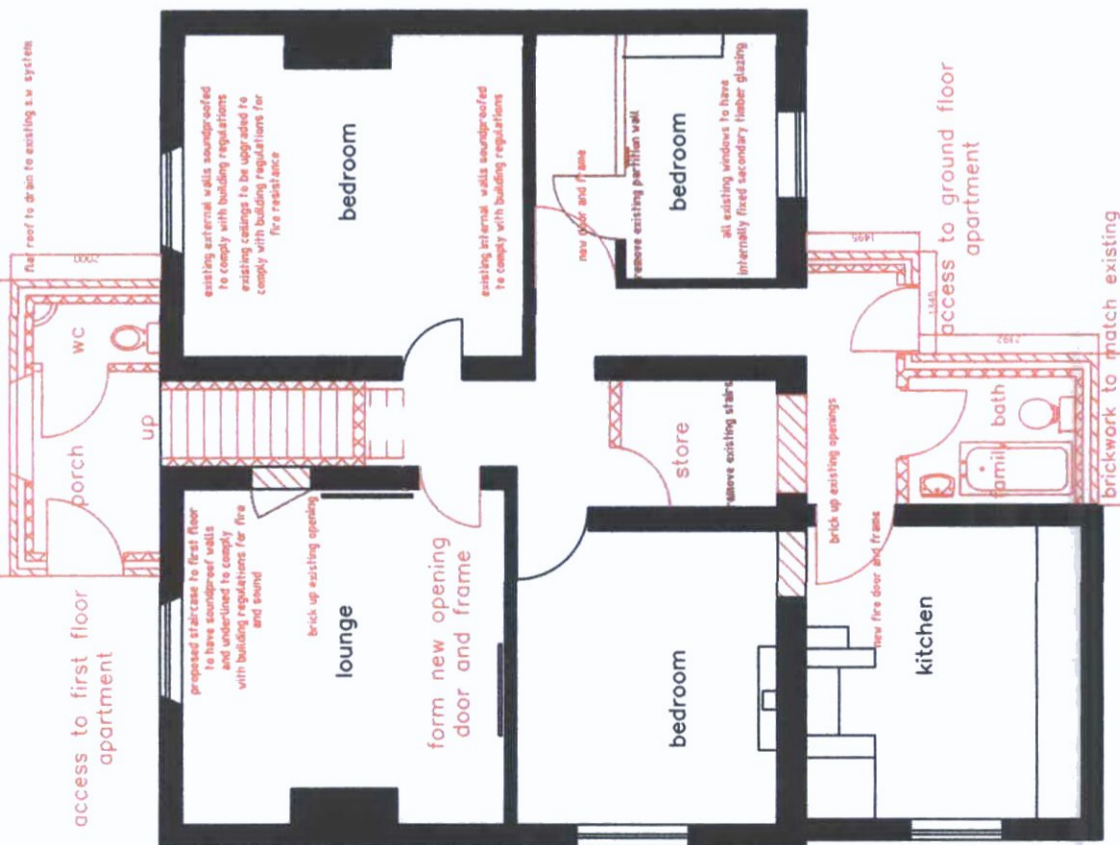 flat roof to drain to existing s.w system
2000
access to first floor
apartment
wc
porch
up
existing external walls soundproofed
to comply with building regulations
existing ceilings to be upgraded to
comply with building regulations for
fire resistance
bedroom
existing internal walls soundproofed
to comply with building regulations
new door and frame
remove existing partition wall
bedroom
all existing windows to have
internally fixed secondary timber glazing
proposed staircase to first floor
to have soundproof walls
and underlined to comply
with building regulations for fire
and sound
brick up existing opening
lounge
form new opening
door and frame
store
remove existing stairs
bedroom
1495
1345
access to ground floor
apartment
2392
brick up existing openings
family bath
new fire door and frame
kitchen
brickwork to match existing